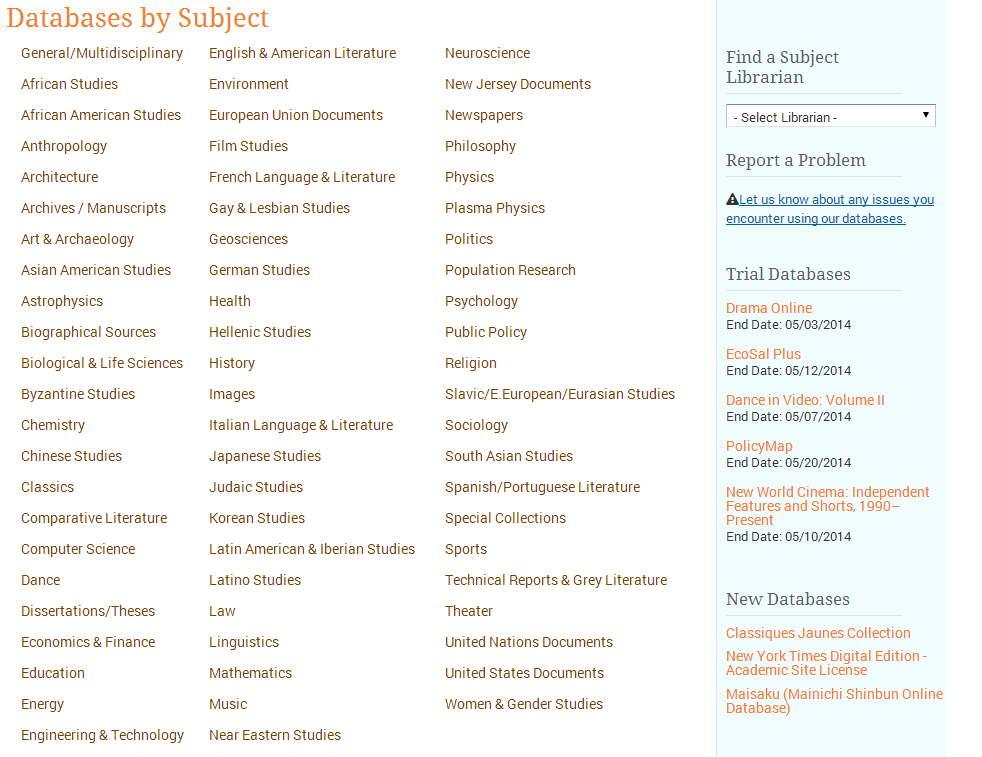 Databases by Subject
General/Multidisciplinary
African Studies
African American Studies
Anthropology
Architecture
Archives / Manuscripts
Art & Archaeology
Asian American Studies
Astrophysics
Biographical Sources
Biological & Life Sciences
Byzantine Studies
Chemistry
Chinese Studies
Classics
Comparative Literature
Computer Science
Dance
Dissertations/Theses
Economics & Finance
Education
Energy
Engineering & Technology
English & American Literature
Environment
European Union Documents
Film Studies
French Language & Literature
Gay & Lesbian Studies
Geosciences
German Studies
Health
Hellenic Studies
History
Images
Italian Language & Literature
Japanese Studies
Judaic Studies
Korean Studies
Latin American & Iberian Studies
Latino Studies
Law
Linguistics
Mathematics
Music
Near Eastern Studies
Neuroscience
New Jersey Documents
Newspapers
Philosophy
Physics
Plasma Physics
Politics
Population Research
Psychology
Public Policy
Religion
Slavic/E.European/Eurasian Studies
Sociology
South Asian Studies
Spanish/Portuguese Literature
Special Collections
Sports
Technical Reports & Grey Literature
Theater
United Nations Documents
United States Documents
Women & Gender Studies
Find a Subject
Librarian
- Select Librarian -
Report a Problem
Let us know about any issues you
encounter using our databases.
Trial Databases
Drama Online
End Date: 05/03/2014
EcoSal Plus
End Date: 05/12/2014
Dance in Video: Volume II
End Date: 05/07/2014
PolicyMap
End Date: 05/20/2014
New World Cinema: Independent
Features and Shorts, 1990–
Present
End Date: 05/10/2014
New Databases
Classiques Jaunes Collection
New York Times Digital Edition -
Academic Site License
Maisaku (Mainichi Shinbun Online
Database)